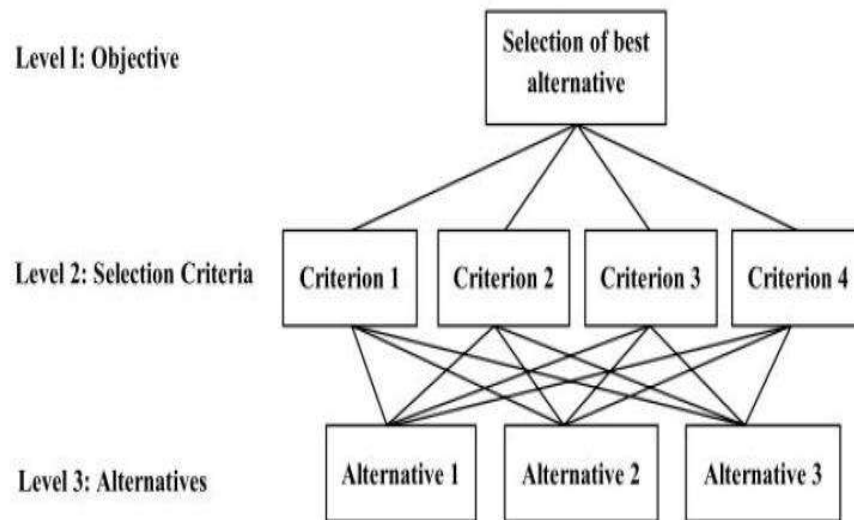 Level I: Objective
Selection of best
alternative
Level 2: Selection Criteria
Criterion 1
Criterion 2
Criterion 3
Criterion 4
Level 3: Alternatives
Alternative 1
Alternative 2
Alternative 3